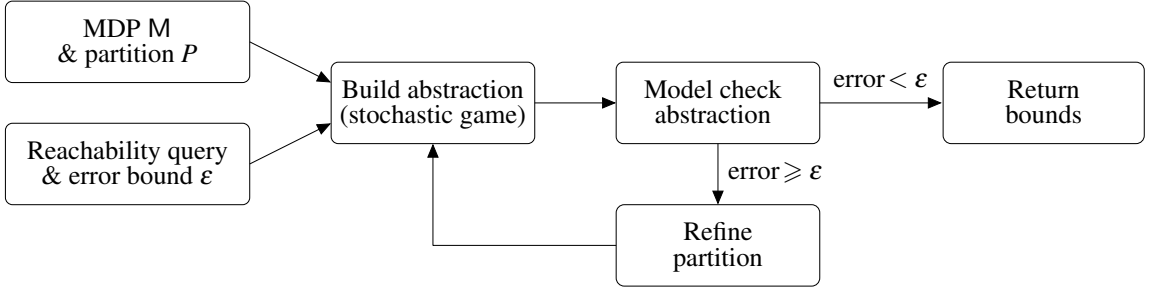 MDP M
& partition P
Reachability query
& error bound ε
Build abstraction
(stochastic game)
Model check
abstraction
error < ε
Return
bounds
error ⩾ ε
Refine
partition